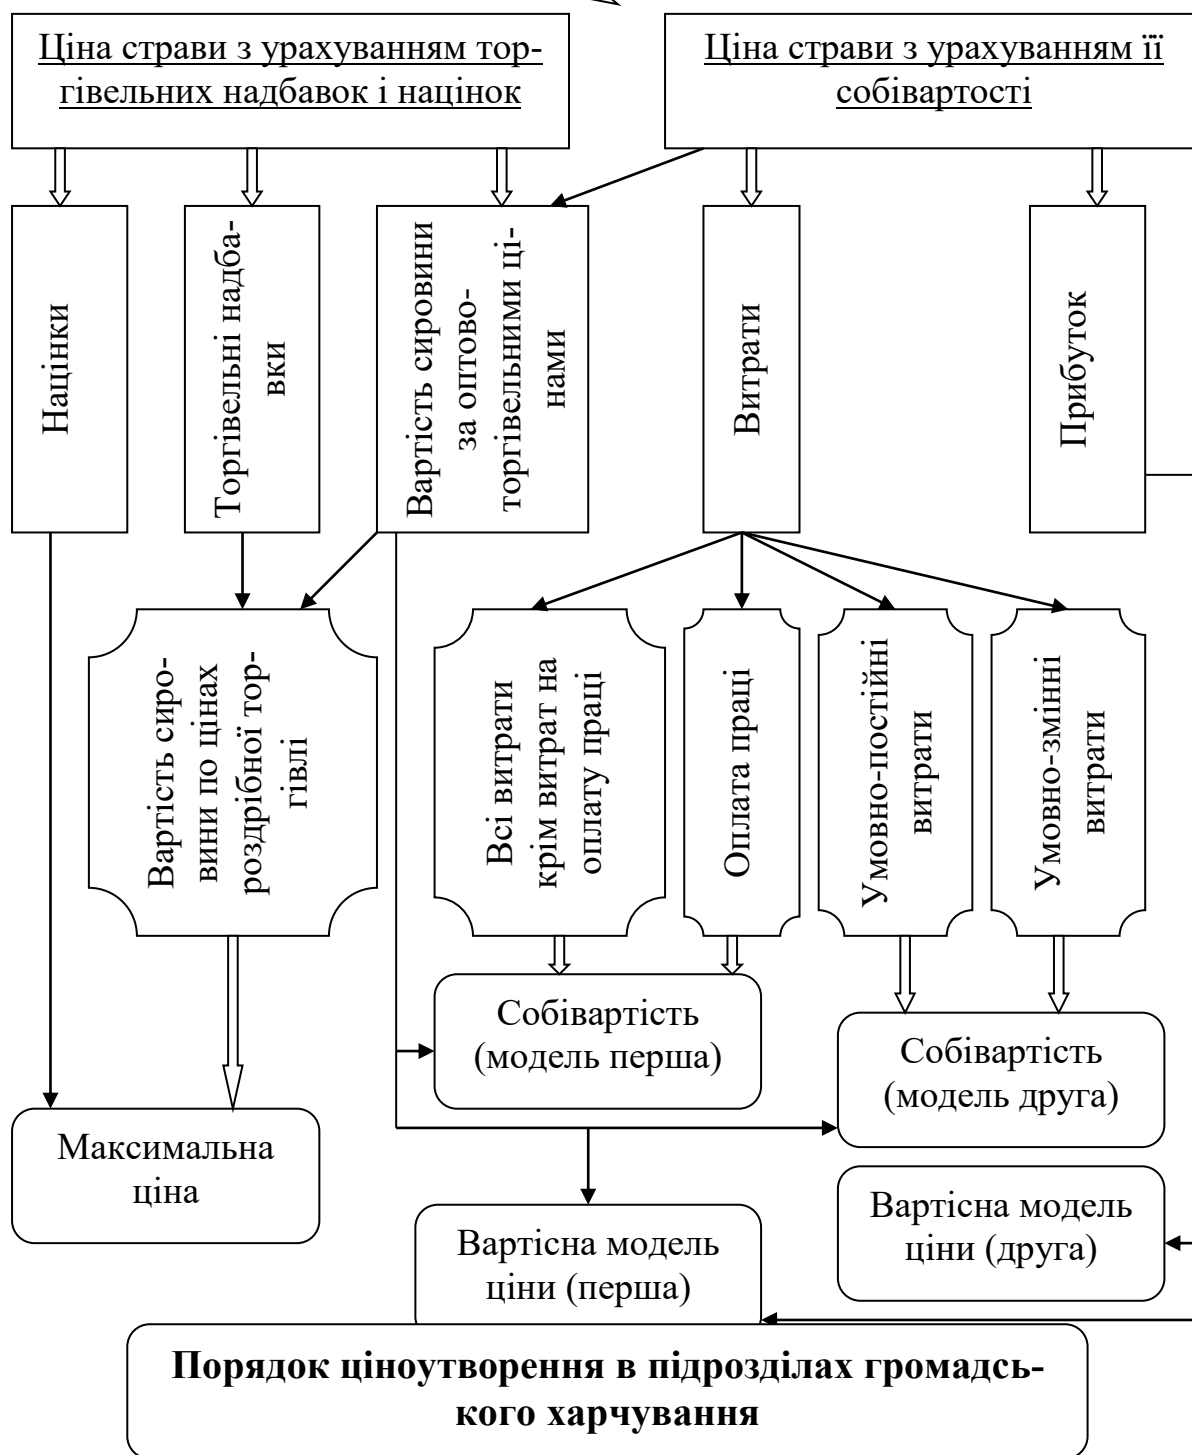 Ціна страви з урахуванням тор-
гівельних надбавок і націнок
Ціна страви з урахуванням її
собівартості
Націнки
Торгівельні надба-
вки
Вартість сировини
за оптово-
торгівельними ці-
нами
Витрати
Прибуток
Вартість сиро-
вини по цінах
роздрібної тор-
гівлі
Всі витрати
крім витрат на
оплату праці
Оплата праці
Умовно-постійні
витрати
Умовно-змінні
витрати
Собівартість
(модель перша)
Собівартість
(модель друга)
Максимальна
ціна
Вартісна модель
ціни (друга)
Вартісна модель
ціни (перша)
Порядок ціноутворення в підрозділах громадсь-
кого харчування